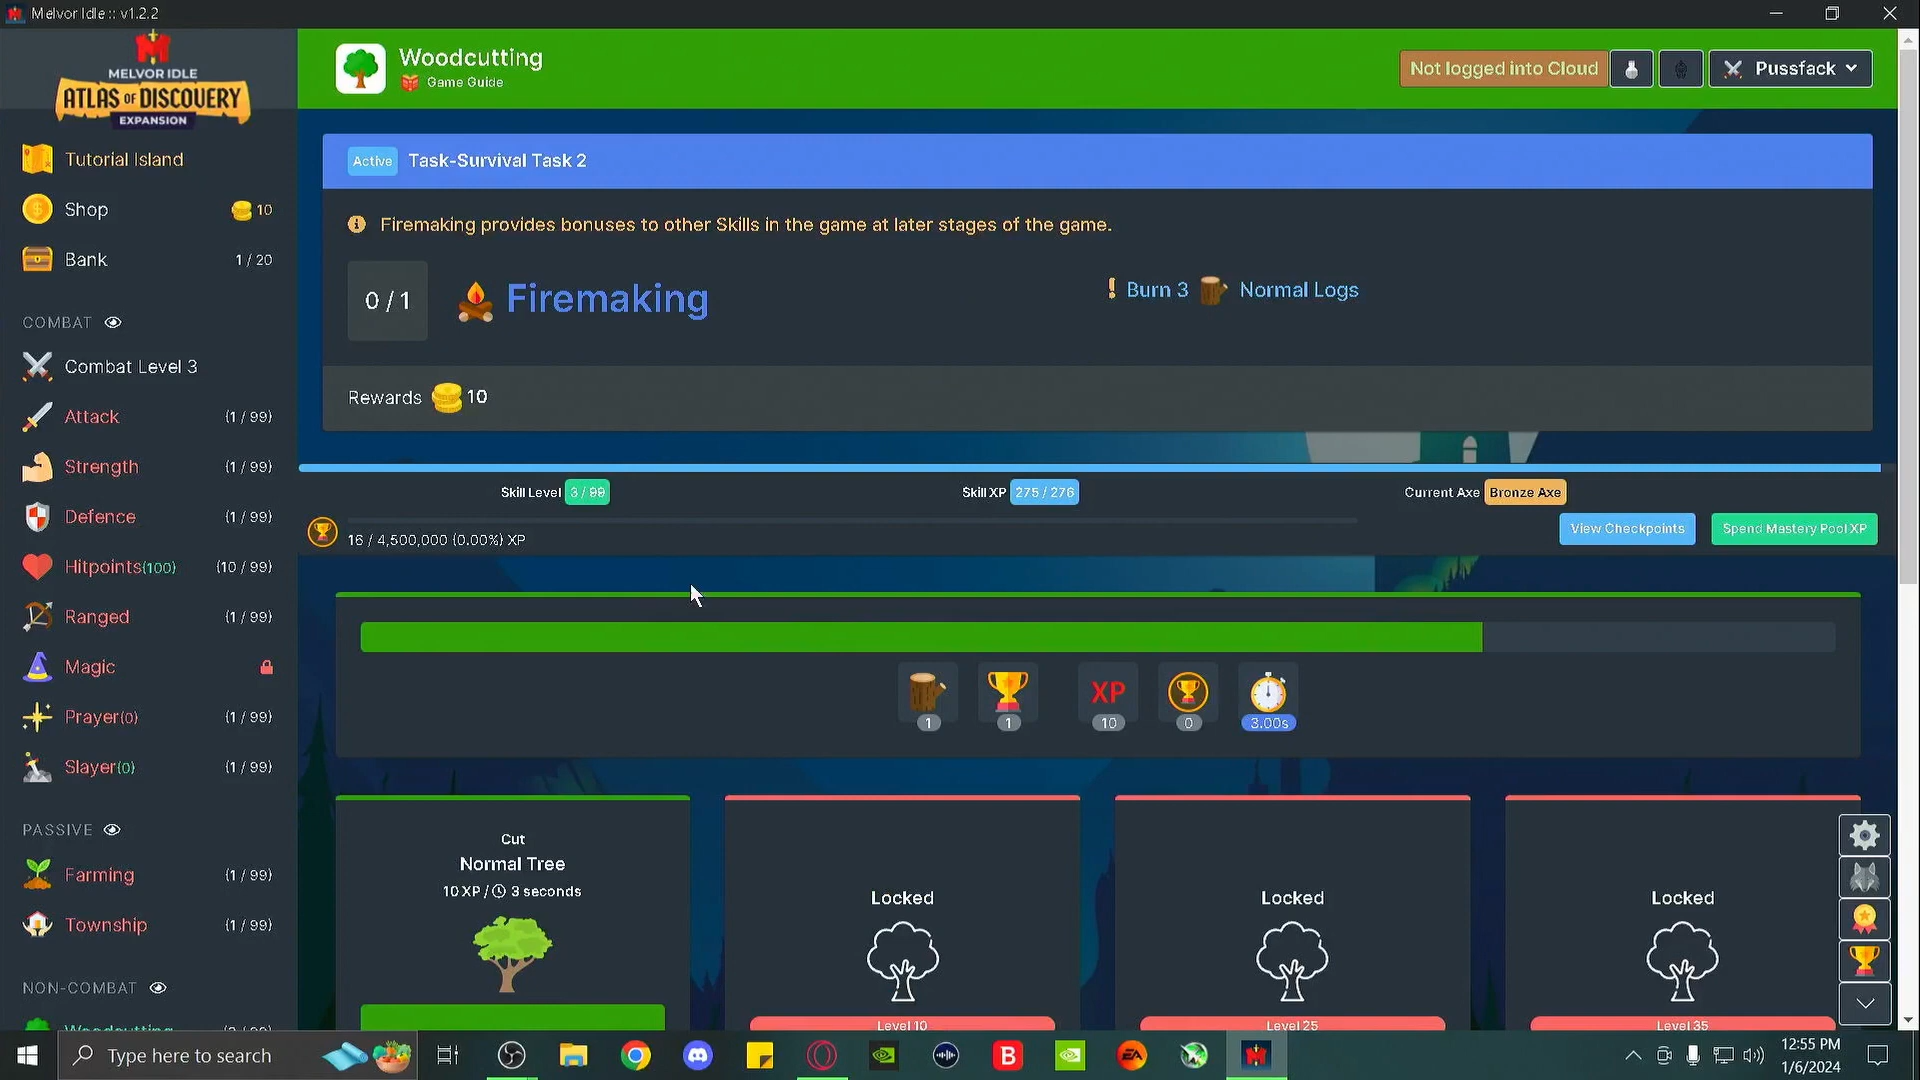 Melvor Idle :: v1.2.2
MELVOR IDLE
ATLAS OF DISCOVERY
EXPANSION
Woodcutting
Game Guide
Not logged into Cloud
Pussfack
Tutorial Island
Shop
10
Bank
1 / 20
COMBAT
Combat Level 3
Attack
(1 / 99)
Strength
(1 / 99)
Defence
(1 / 99)
Hitpoints(100)
(10 / 99)
Ranged
(1 / 99)
Magic
Prayer(0)
(1 / 99)
Slayer(0)
(1 / 99)
PASSIVE
Farming
(1 / 99)
Township
(1 / 99)
NON-COMBAT
Woodcutting
Active
Task-Survival Task 2
Firemaking provides bonuses to other Skills in the game at later stages of the game.
0 / 1
Firemaking
Burn 3
Normal Logs
Rewards
10
Skill Level
3 / 99
Skill XP
275 / 276
Current Axe
Bronze Axe
16 / 4,500,000 (0.00%) XP
View Checkpoints
Spend Mastery Pool XP
XP
1
1
10
0
3.00s
Cut
Normal Tree
10 XP / 3 seconds
Locked
Level 10
Locked
Level 25
Locked
Level 35
Type here to search
B
EA
12:55 PM
1/6/2024